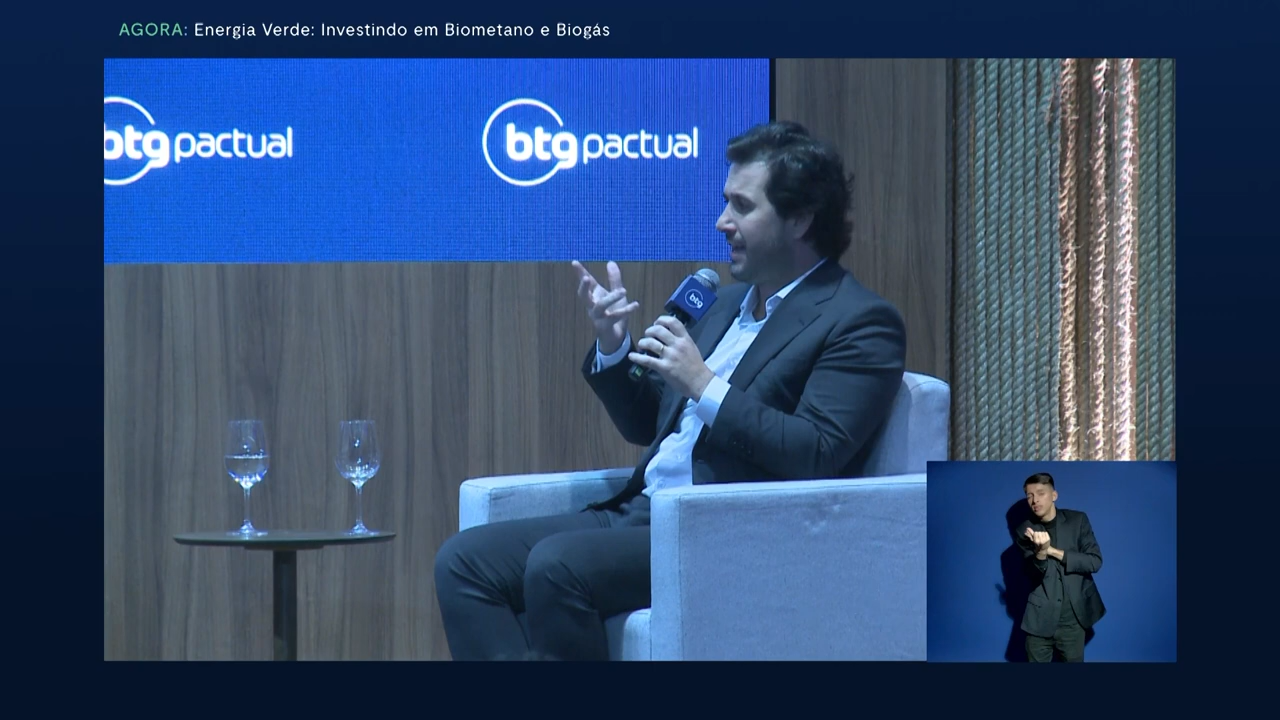 AGORA: Energia Verde: Investindo em Biometano e Biogás
btg pactual
btg pactual
btg